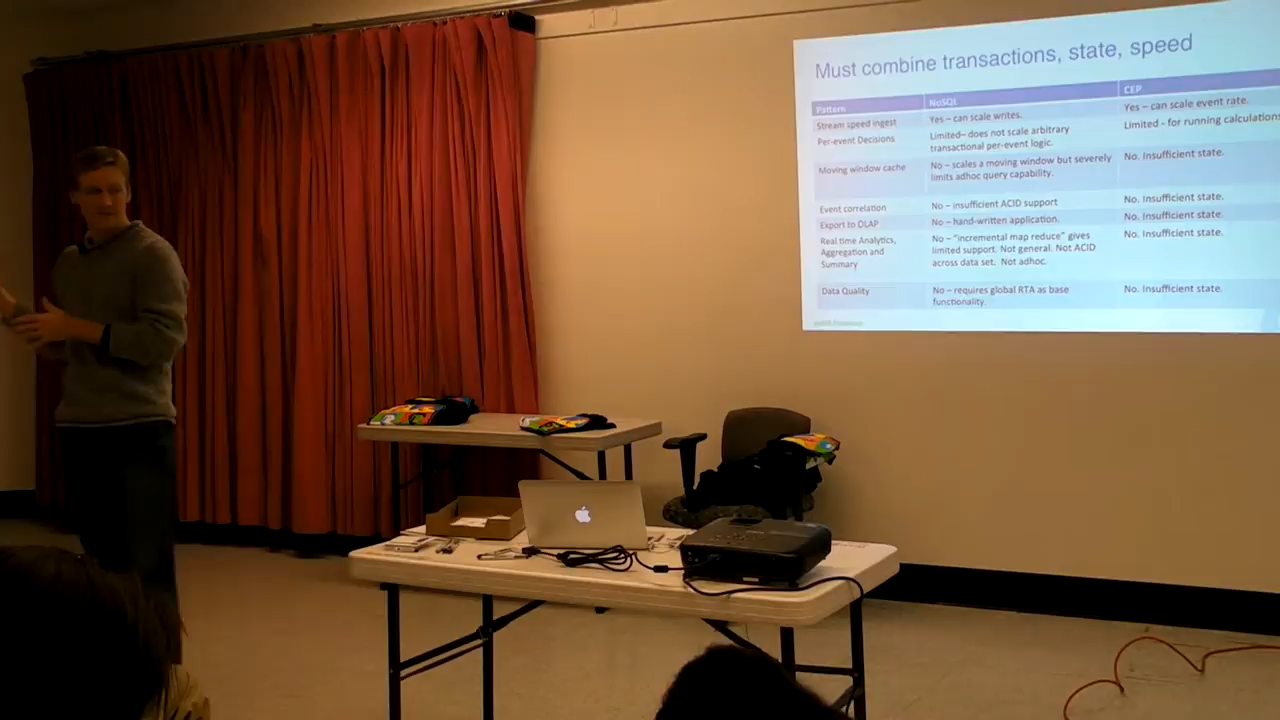 Must combine transactions, state, speed
Pattern NoSQL CEP
Stream speed ingest Yes – can scale writes. Yes – can scale event rate.
Per-event Decisions Limited– does not scale arbitrary Limited - for running calculations
transactional per-event logic.
Moving window cache No – scales a moving window but severely No. Insufficient state.
limits adhoc query capability.
Event correlation No – insufficient ACID support No. Insufficient state.
Export to OLAP No – hand-written application. No. Insufficient state.
Real time Analytics, No – "incremental map reduce" gives No. Insufficient state.
Aggregation and limited support. Not general. Not ACID
Summary across data set. Not adhoc.
Data Quality No – requires global RTA as base No. Insufficient state.
functionality.